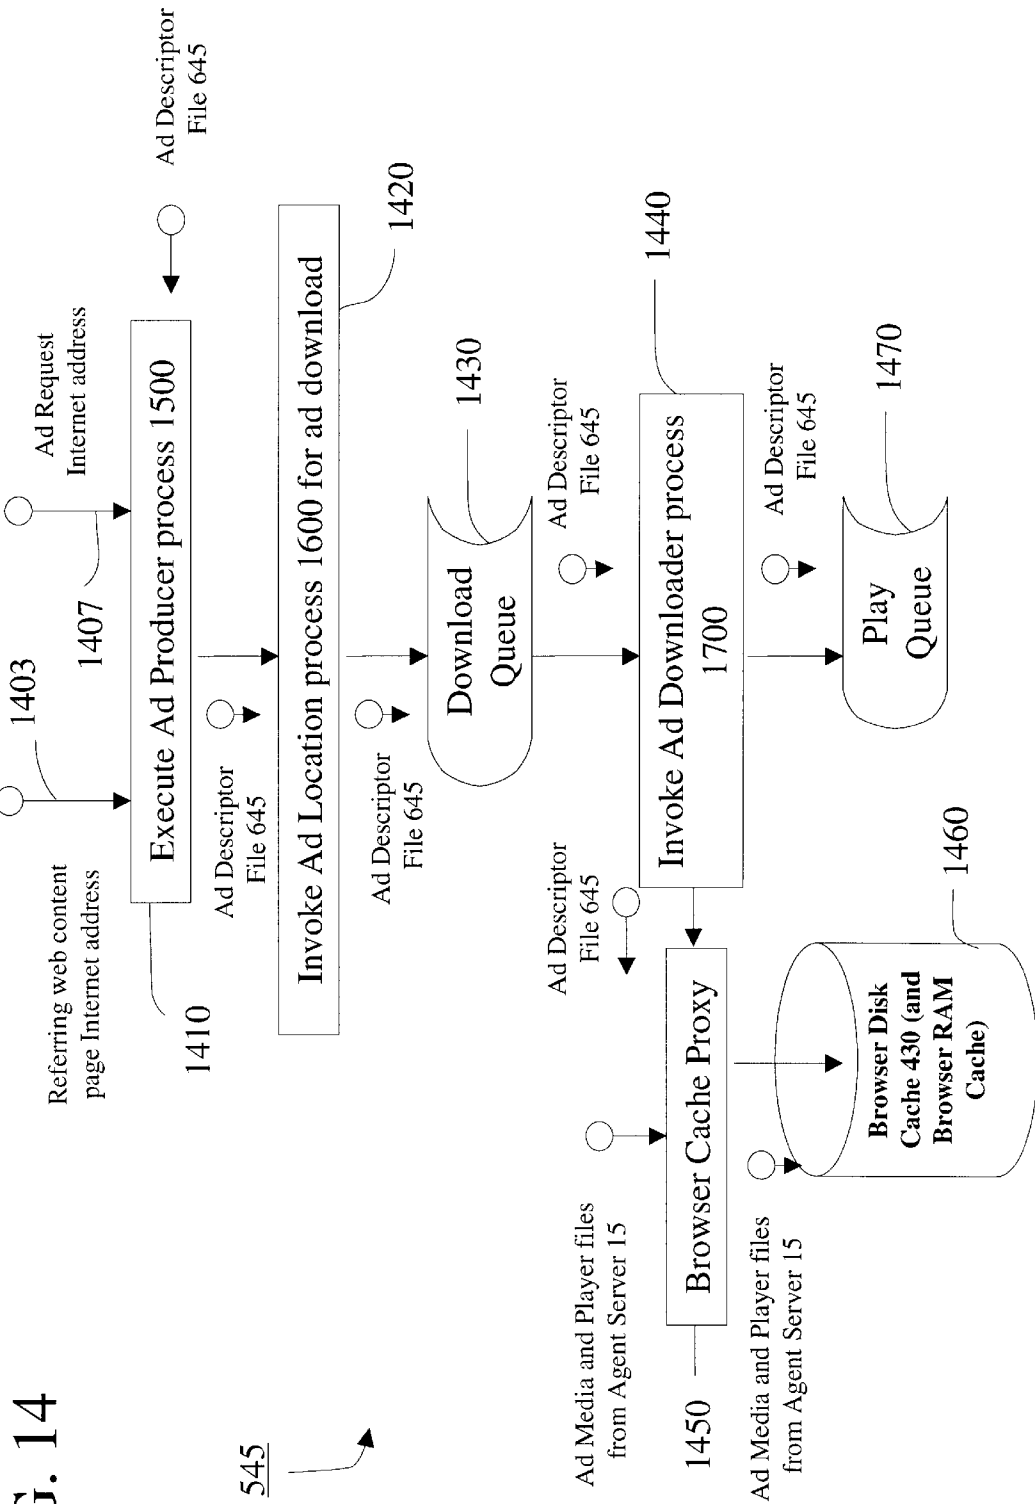 G. 14
545
Referring web content
page Internet address
1403
1407
Ad Request
Internet address
1410
Execute Ad Producer process 1500
Ad Descriptor
File 645
Ad Descriptor
File 645
Invoke Ad Location process 1600 for ad download
1420
Ad Descriptor
File 645
Download
Queue
1430
Ad Descriptor
File 645
Ad Descriptor
File 645
Invoke Ad Downloader process
1700
1440
Ad Media and Player files
from Agent Server 15
1450
Browser Cache Proxy
Ad Descriptor
File 645
Play
Queue
1470
Ad Media and Player files
from Agent Server 15
Browser Disk
Cache 430 (and
Browser RAM
Cache)
1460